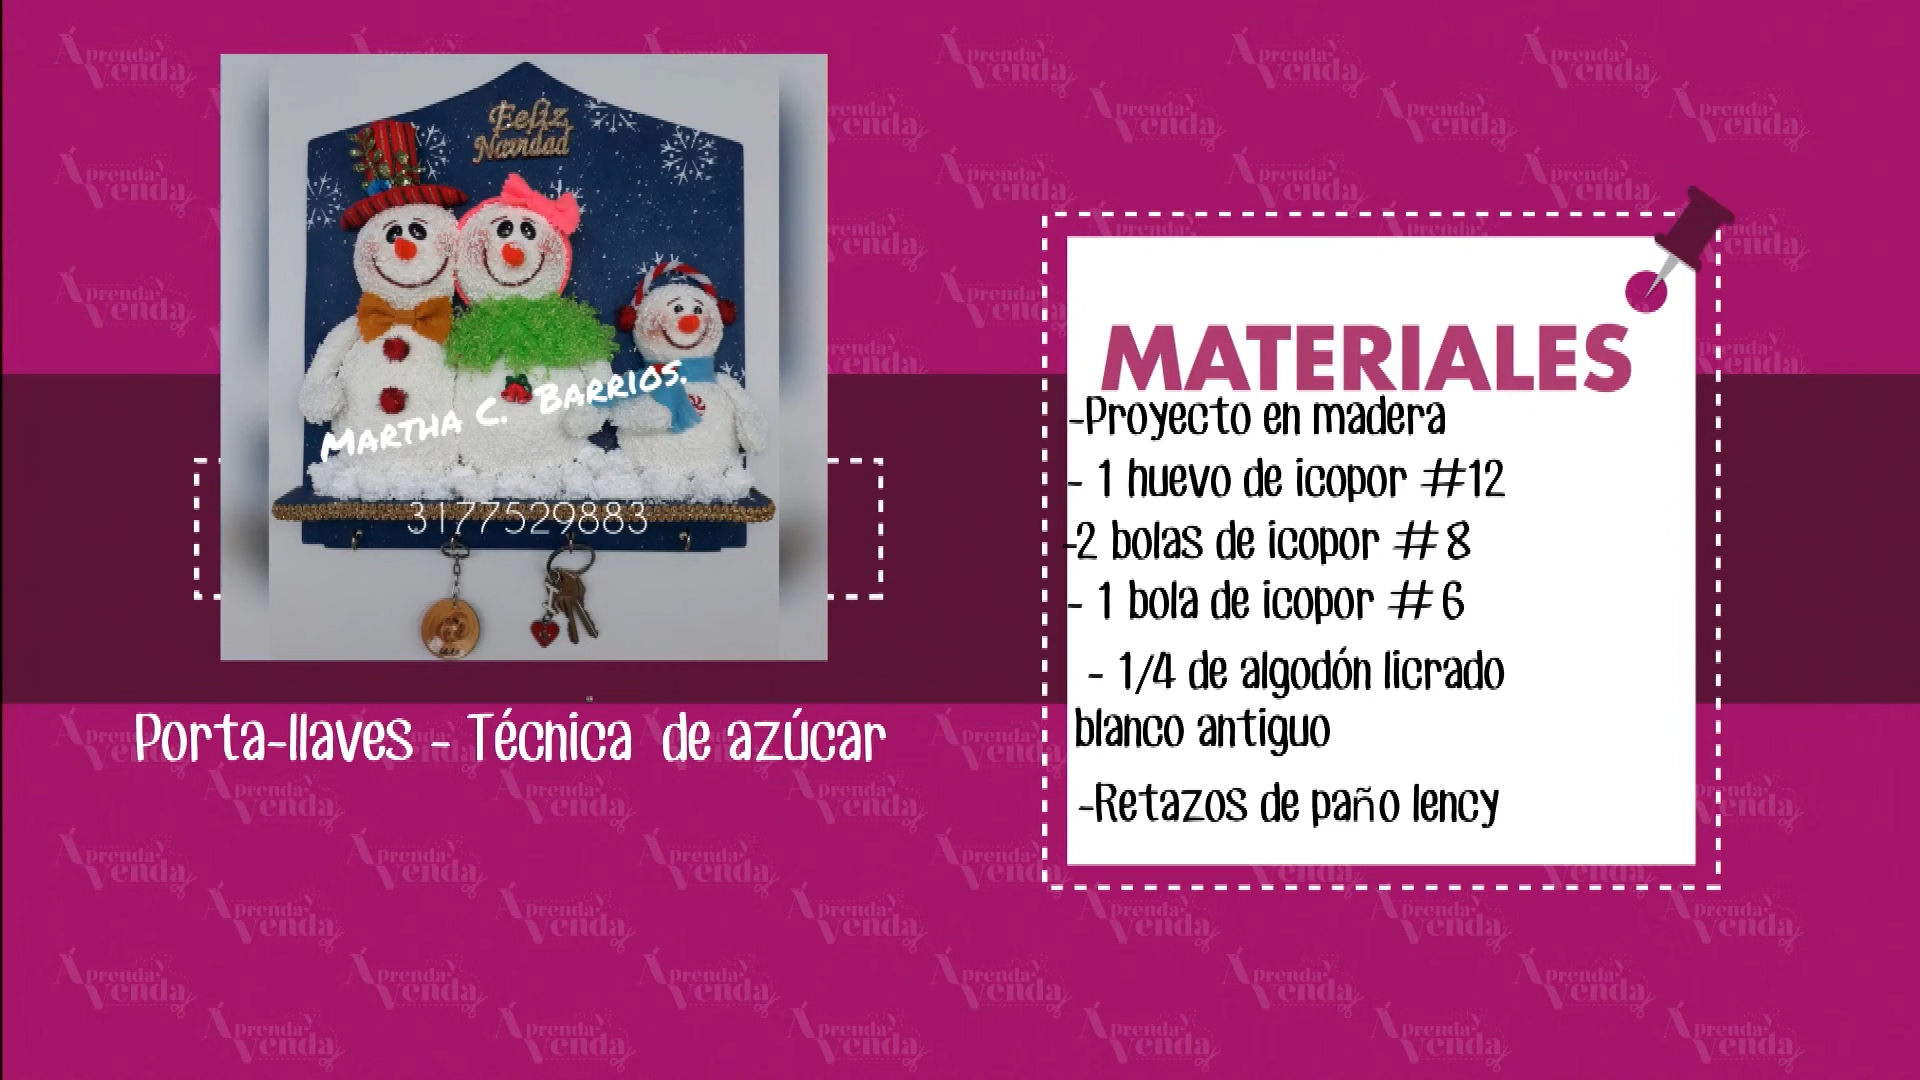 Feliz
Navidad
Martha C. Barrios.
3177529883
Porta-llaves - Técnica de azúcar
MATERIALES
-Proyecto en madera
- 1 huevo de icopor #12
-2 bolas de icopor #8
- 1 bola de icopor #6
- 1/4 de algodón licrado
blanco antiguo
-Retazos de paño lency
Aprenda y
Venda